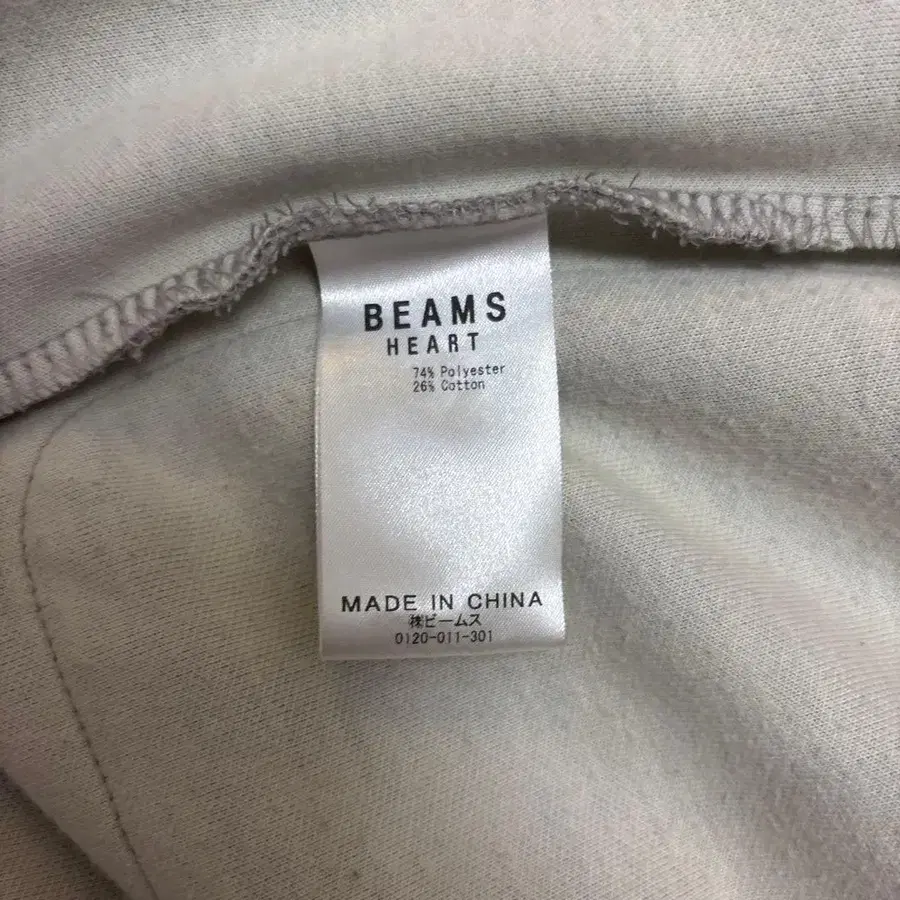 BEAMS
HEART
74% Polyester
26% Cotton
MADE IN CHINA
㈱ビームス
0120-011-301